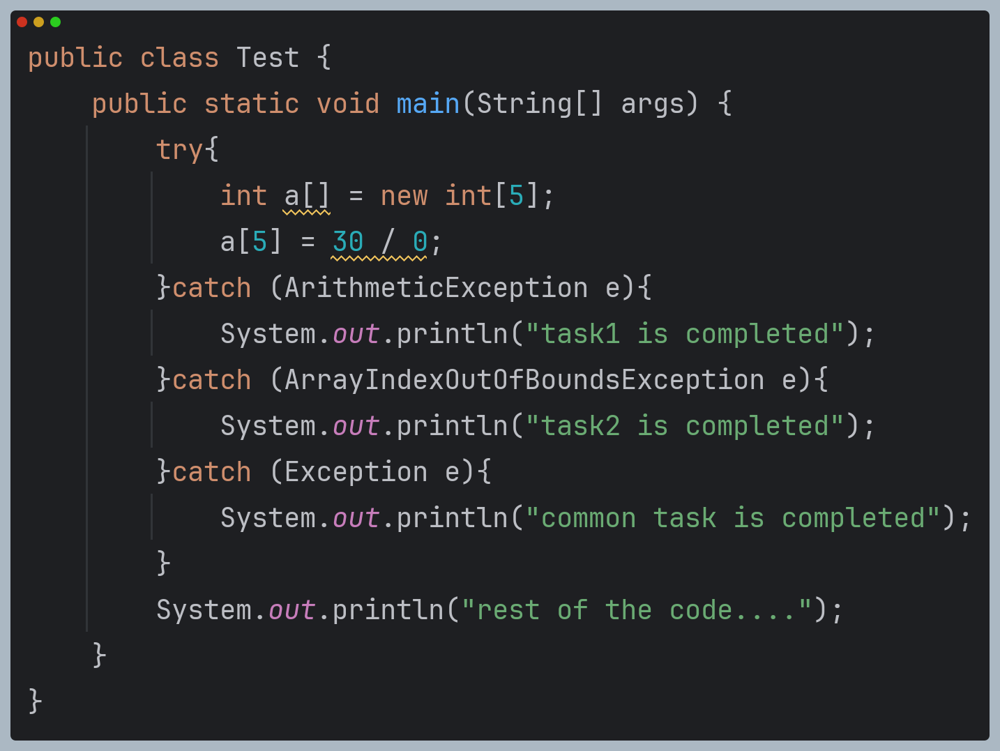 public class Test {
    public static void main(String[] args) {
        try{
            int a[] = new int[5];
            a[5] = 30 / 0;
        }catch (ArithmeticException e){
            System.out.println("task1 is completed");
        }catch (ArrayIndexOutOfBoundsException e){
            System.out.println("task2 is completed");
        }catch (Exception e){
            System.out.println("common task is completed");
        }
        System.out.println("rest of the code....");
    }
}